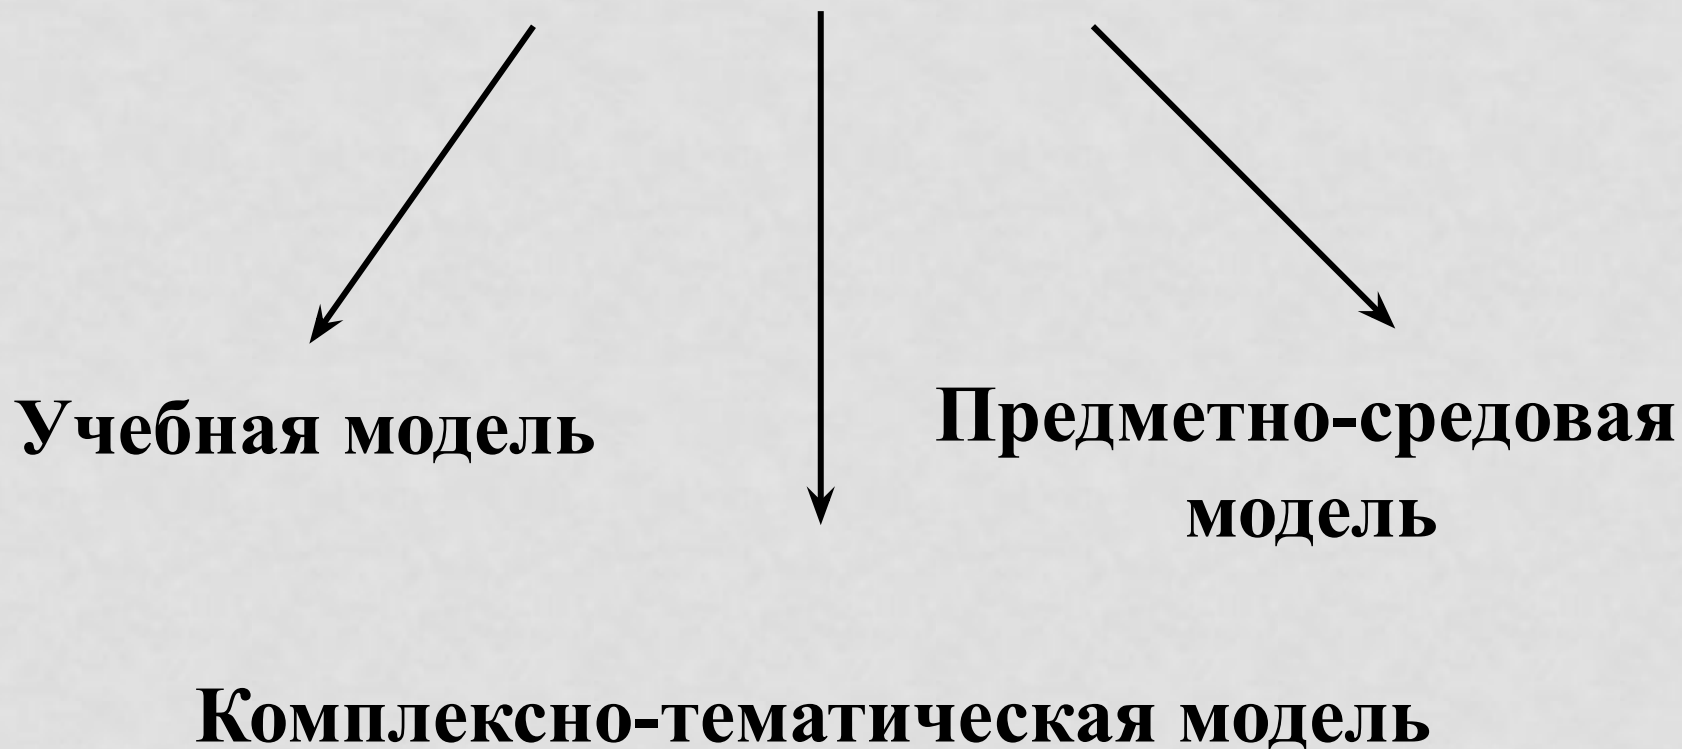 Учебная модель
Предметно-средовая
модель
Комплексно-тематическая модель